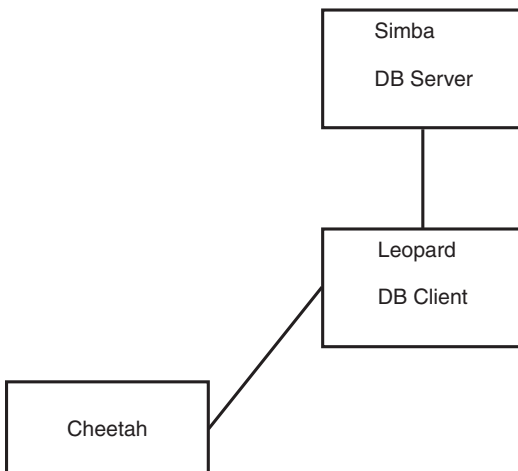 Simba
DB Server
Leopard
DB Client
Cheetah